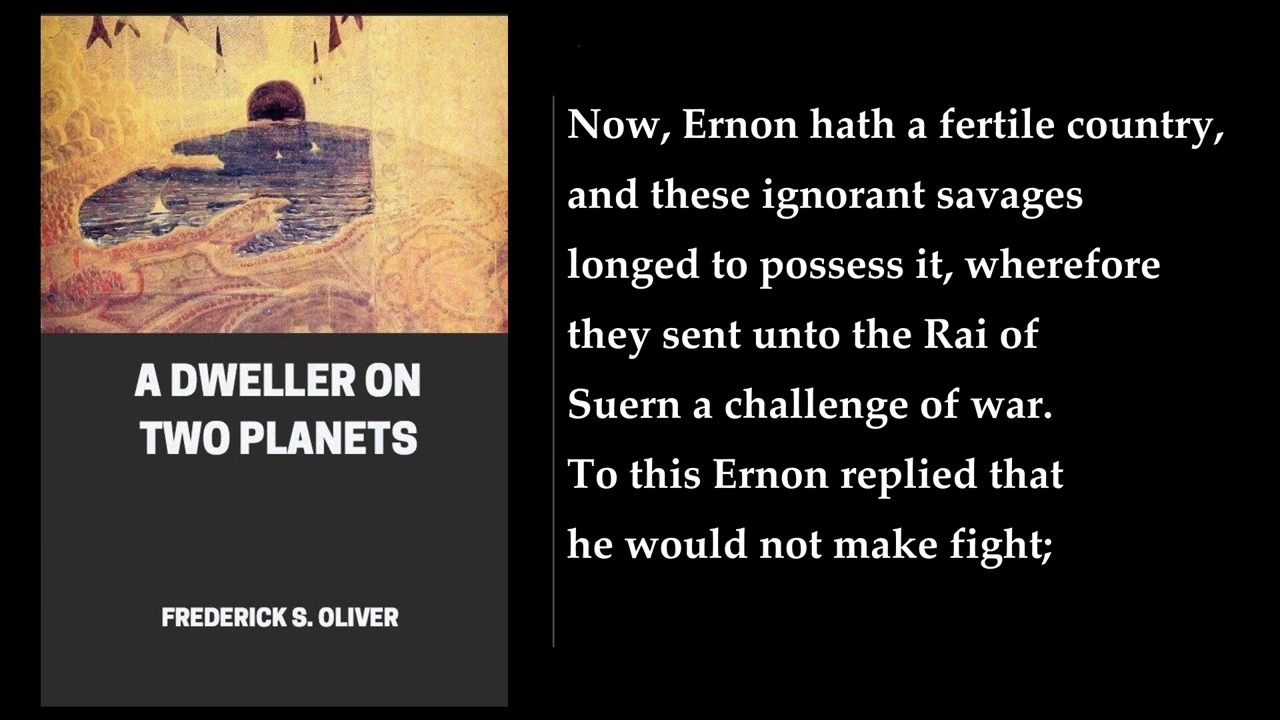 A DWELLER ON
TWO PLANETS
FREDERICK S. OLIVER
Now, Ernon hath a fertile country,
and these ignorant savages
longed to possess it, wherefore
they sent unto the Rai of
Suern a challenge of war.
To this Ernon replied that
he would not make fight;